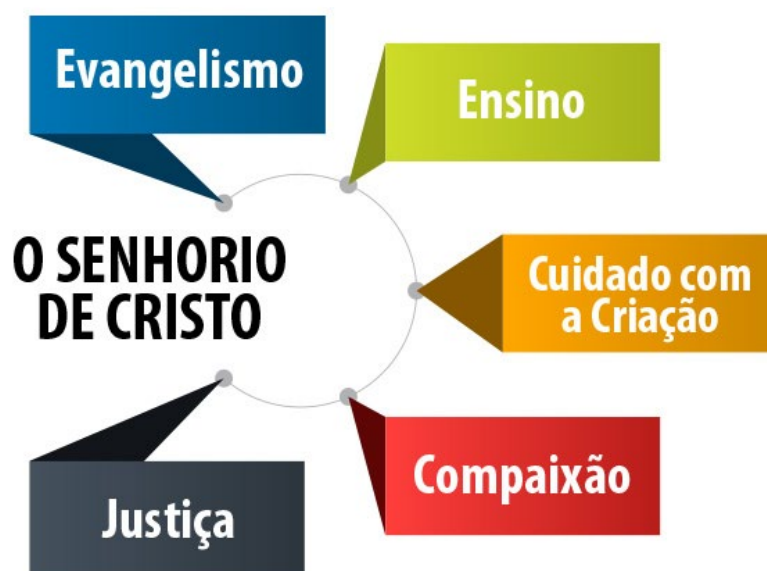 Evangelismo
Ensino
O SENHORIO
DE CRISTO
Cuidado com
a Criação
Compaixão
Justiça